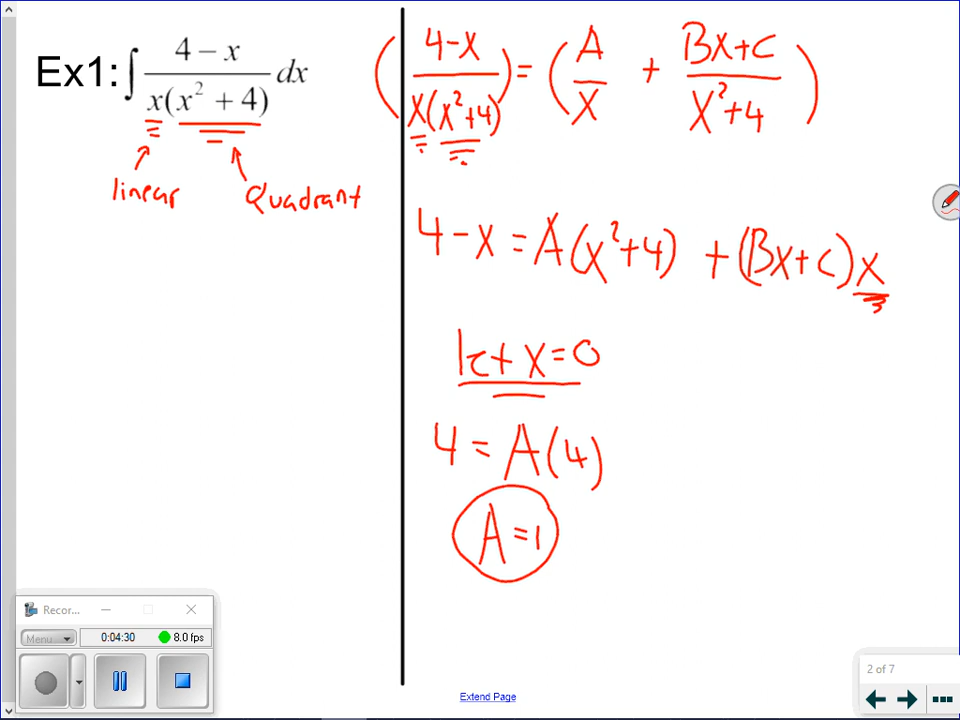 Ex1: ∫ (4 − x) / (x(x² + 4)) dx
linear
Quadrant
(4-x / x(x²+4)) = (A / x + Bx+C / x²+4)
4-x = A(x²+4) + (Bx+C)x
let x=0
4 = A(4)
A=1
Recor...
Menu
0:04:30
8.0 fps
Extend Page
2 of 7